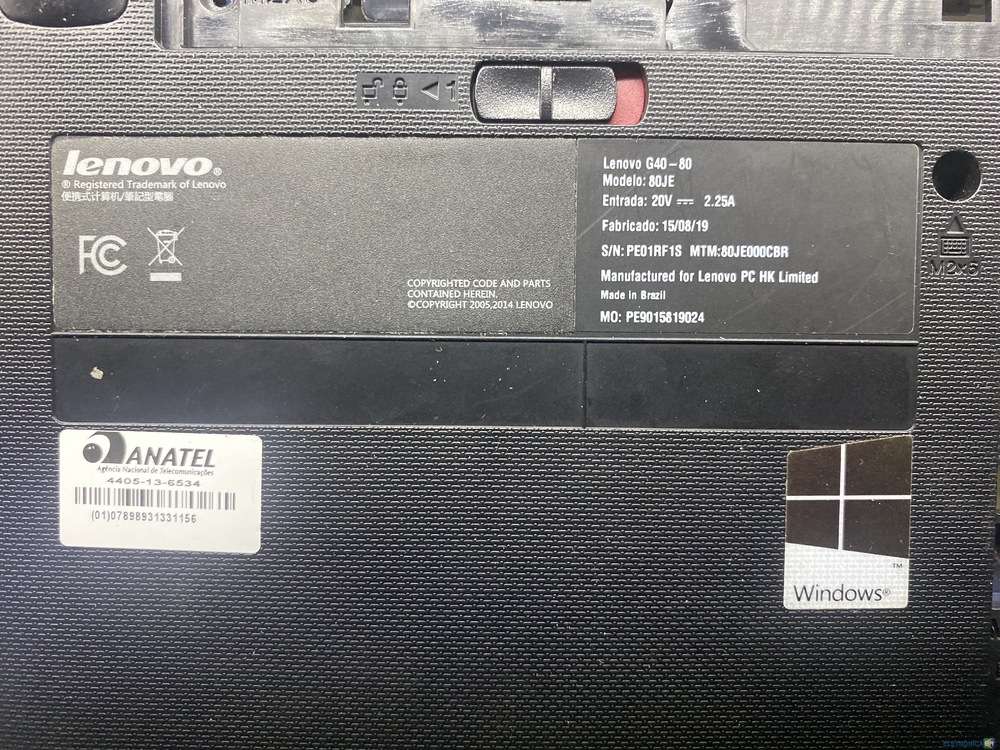 1
lenovo®
® Registered Trademark of Lenovo
便携式计算机/筆記型電腦
FC
COPYRIGHTED CODE AND PARTS
CONTAINED HEREIN.
©COPYRIGHT 2005,2014 LENOVO
Lenovo G40-80
Modelo: 80JE
Entrada: 20V ⎓ 2.25A
Fabricado: 15/08/19
S/N: PE01RF1S MTM:80JE000CBR
Manufactured for Lenovo PC HK Limited
Made in Brazil
MO: PE9015819024
M2x5
ANATEL
Agência Nacional de Telecomunicações
4405-13-6534
(01)07898931331156
Windows®
TM